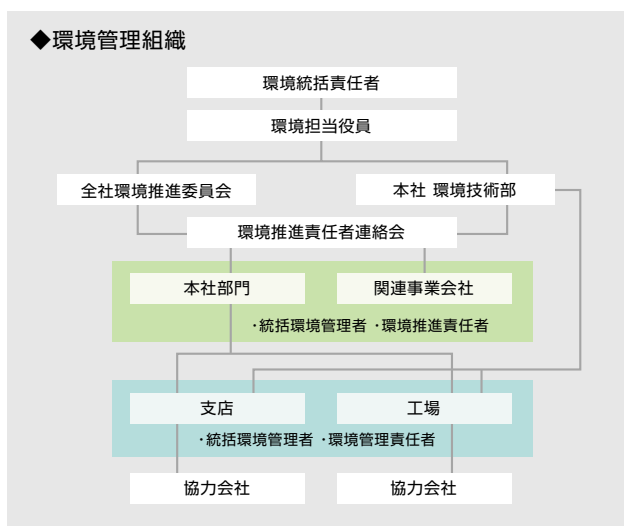 ◆環境管理組織
環境統括責任者
環境担当役員
全社環境推進委員会
本社 環境技術部
環境推進責任者連絡会
本社部門
関連事業会社
・統括環境管理者 ・環境推進責任者
支店
工場
・統括環境管理者 ・環境管理責任者
協力会社
協力会社